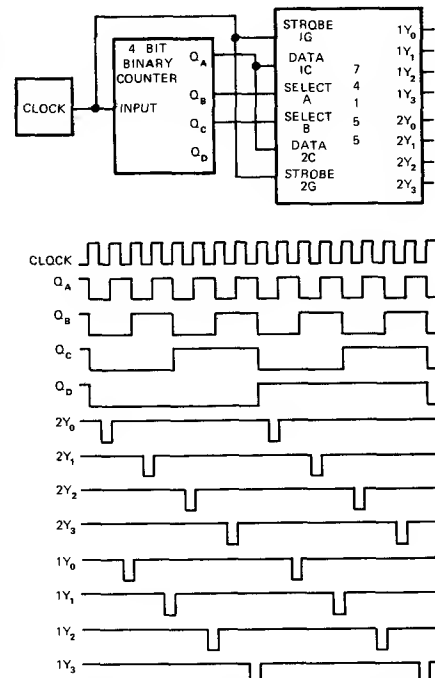 4 BIT
BINARY
COUNTER
CLOCK
INPUT
QA
QB
QC
QD
STROBE
1G
DATA
1C
SELECT
A
SELECT
B
DATA
2C
STROBE
2G
7
4
1
5
5
1Y0
1Y1
1Y2
1Y3
2Y0
2Y1
2Y2
2Y3
CLOCK
QA
QB
QC
QD
2Y0
2Y1
2Y2
2Y3
1Y0
1Y1
1Y2
1Y3